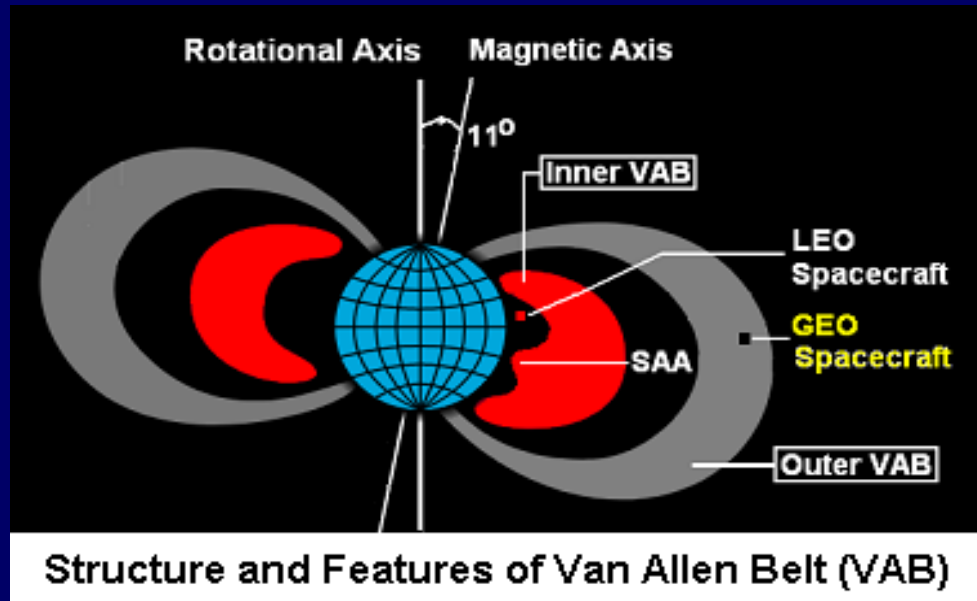 Rotational Axis
Magnetic Axis
11°
Inner VAB
LEO
Spacecraft
GEO
Spacecraft
SAA
Outer VAB
Structure and Features of Van Allen Belt (VAB)